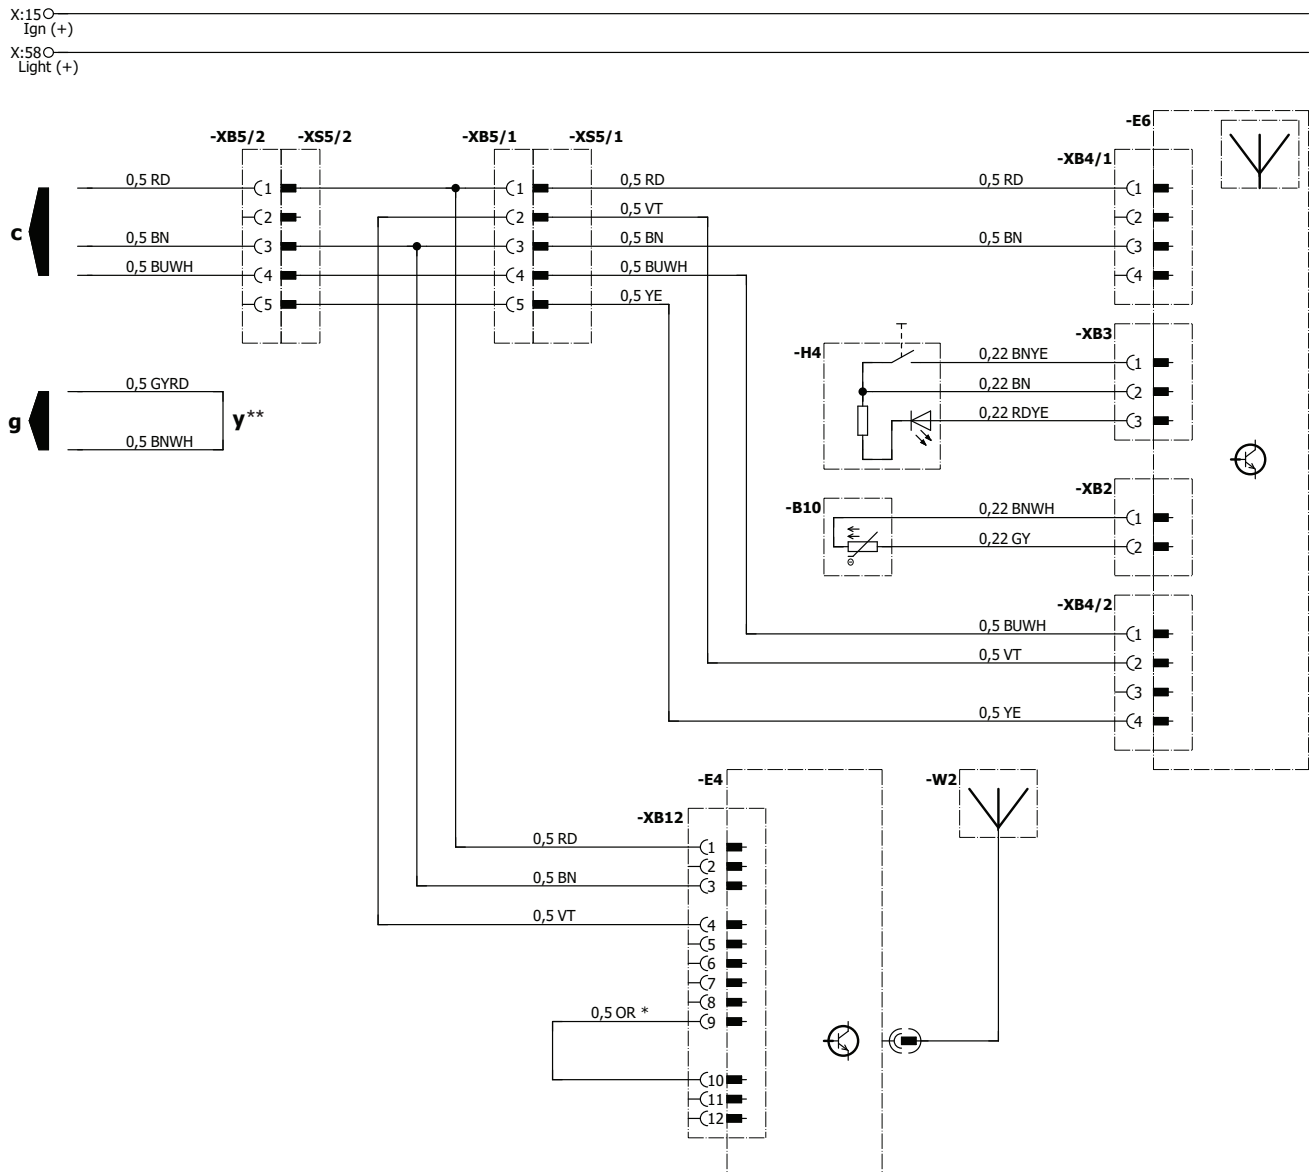 X:15
Ign (+)
X:58
Light (+)
-XB5/2 -XS5/2 -XB5/1 -XS5/1 -E6
-XB4/1
0,5 RD 1 1 0,5 RD 0,5 RD 1
2 2 0,5 VT 2
c
0,5 BN 3 3 0,5 BN 0,5 BN 3
0,5 BUWH 4 4 0,5 BUWH 4
5 5 0,5 YE
-XB3
-H4 0,22 BNYE 1
0,5 GYRD 0,22 BN 2
g y** 0,22 RDYE 3
0,5 BNWH
-XB2
-B10 0,22 BNWH 1
0,22 GY 2
-XB4/2
0,5 BUWH 1
0,5 VT 2
3
0,5 YE 4
-E4 -W2
-XB12
0,5 RD 1
2
0,5 BN 3
0,5 VT 4
5
6
7
8
0,5 OR * 9
10
11
12